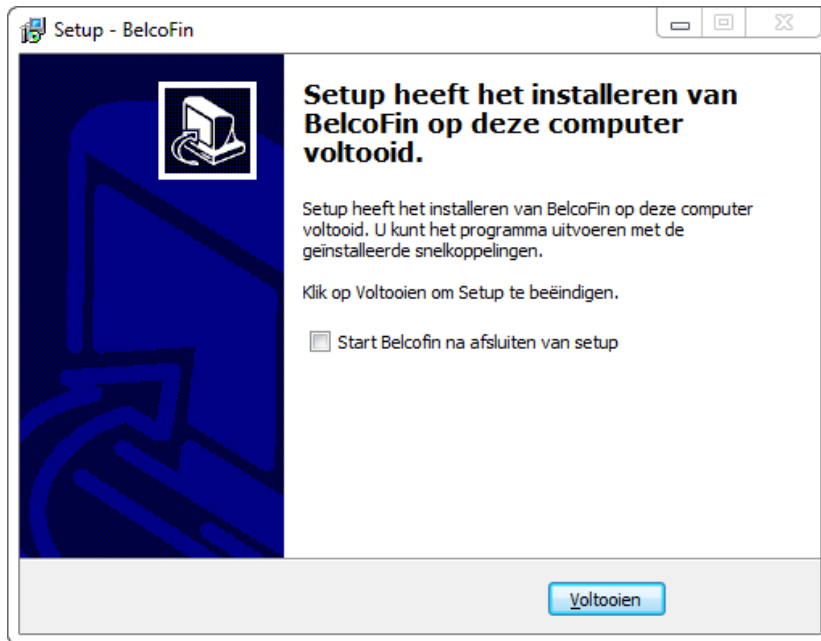 Setup - BelcoFin
Setup heeft het installeren van
BelcoFin op deze computer
voltooid.
Setup heeft het installeren van BelcoFin op deze computer
voltooid. U kunt het programma uitvoeren met de
geïnstalleerde snelkoppelingen.
Klik op Voltooien om Setup te beëindigen.
Start Belcofin na afsluiten van setup
Voltooien